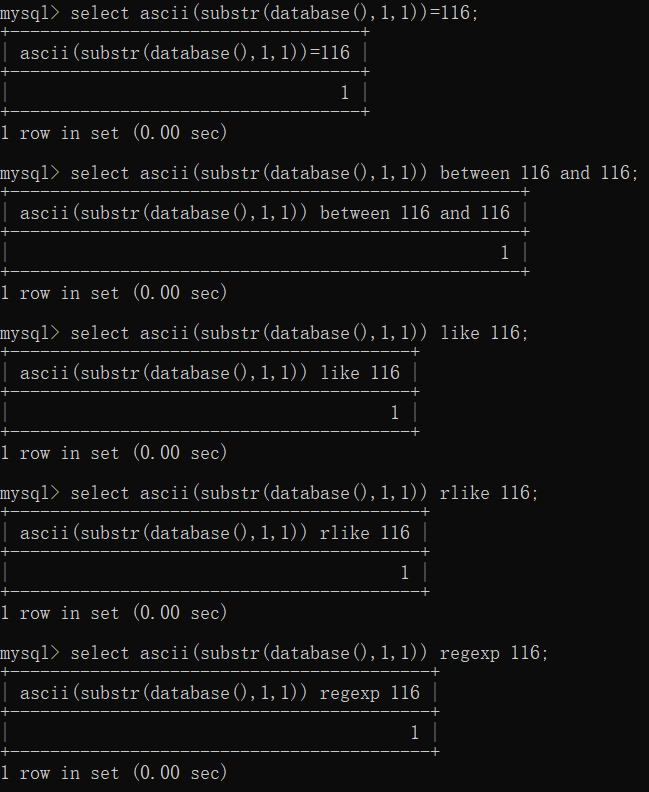 mysql> select ascii(substr(database(),1,1))=116;
+-----------------------------------+
| ascii(substr(database(),1,1))=116 |
+-----------------------------------+
|                                 1 |
+-----------------------------------+
1 row in set (0.00 sec)
mysql> select ascii(substr(database(),1,1)) between 116 and 116;
+---------------------------------------------------+
| ascii(substr(database(),1,1)) between 116 and 116 |
+---------------------------------------------------+
|                                                 1 |
+---------------------------------------------------+
1 row in set (0.00 sec)
mysql> select ascii(substr(database(),1,1)) like 116;
+----------------------------------------+
| ascii(substr(database(),1,1)) like 116 |
+----------------------------------------+
|                                      1 |
+----------------------------------------+
1 row in set (0.00 sec)
mysql> select ascii(substr(database(),1,1)) rlike 116;
+-----------------------------------------+
| ascii(substr(database(),1,1)) rlike 116 |
+-----------------------------------------+
|                                       1 |
+-----------------------------------------+
1 row in set (0.00 sec)
mysql> select ascii(substr(database(),1,1)) regexp 116;
+------------------------------------------+
| ascii(substr(database(),1,1)) regexp 116 |
+------------------------------------------+
|                                        1 |
+------------------------------------------+
1 row in set (0.00 sec)